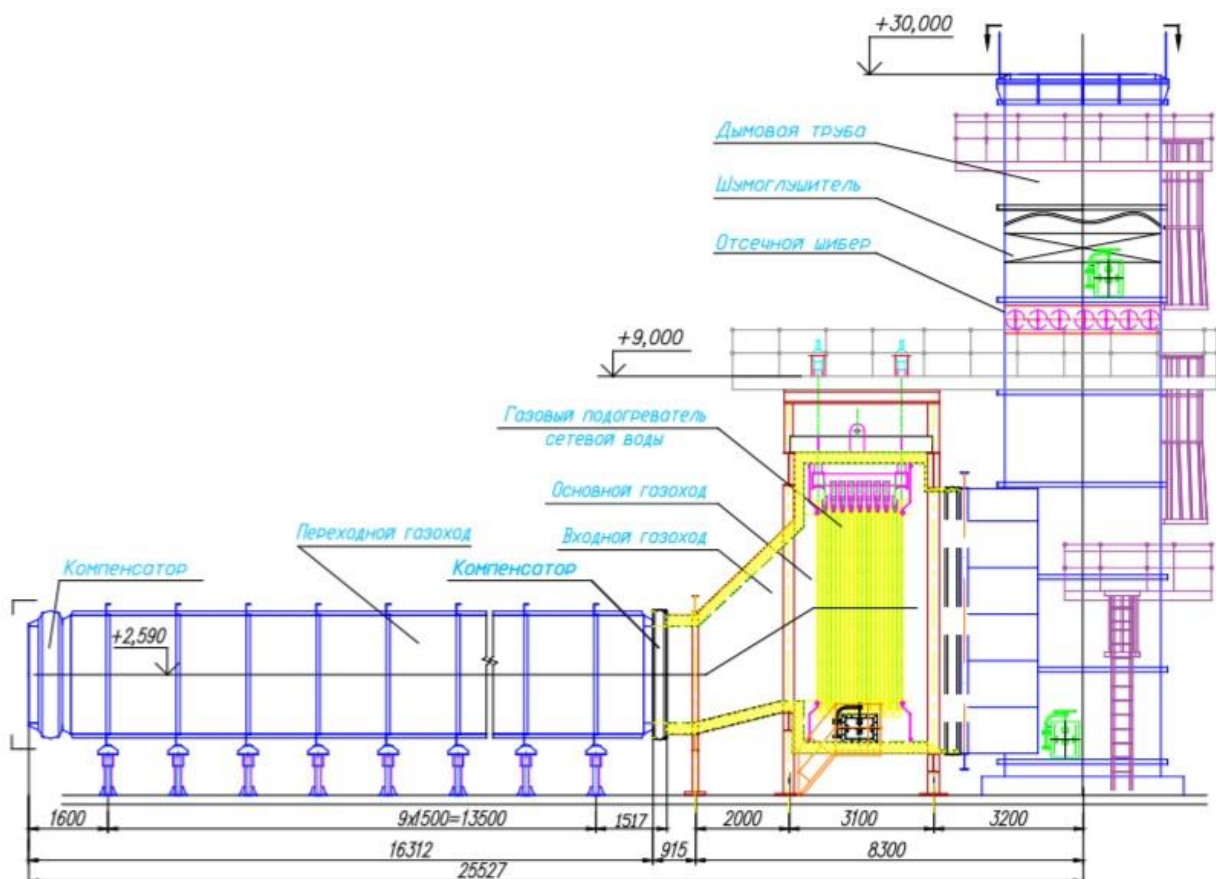 +30,000
Дымовая труба
Шумоглушитель
Отсечной шибер
+9,000
Газовый подогреватель
сетевой воды
Основной газоход
Переходной газоход
Входной газоход
Компенсатор
Компенсатор
+2,590
1600
9x1500=13500
1517
2000
3100
3200
16312
915
8300
25527